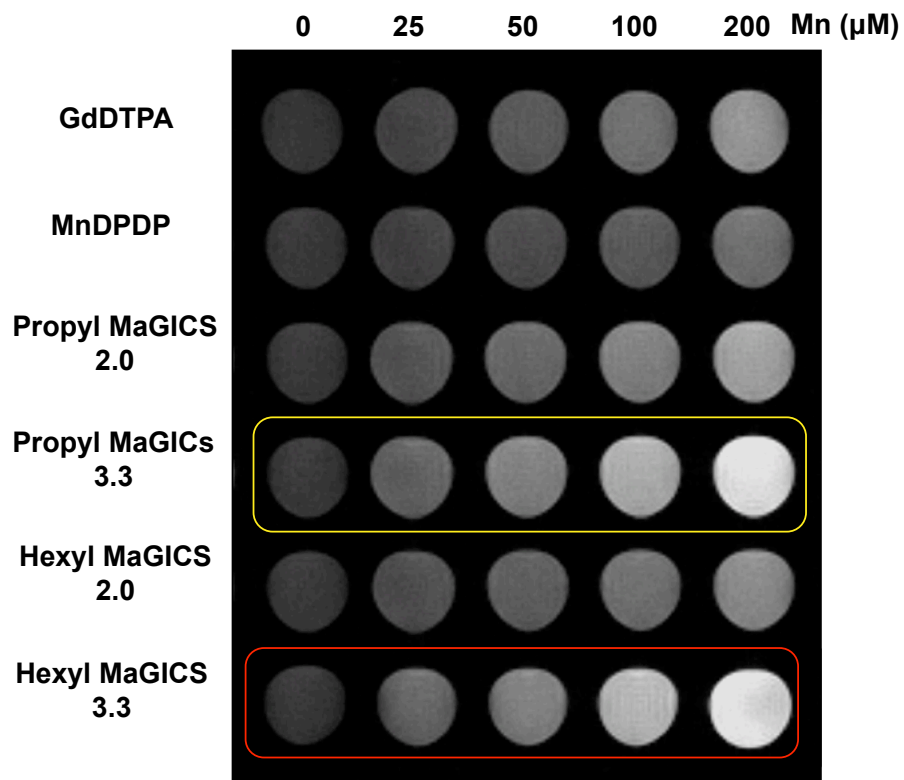 0 25 50 100 200 Mn (µM)
GdDTPA
MnDPDP
Propyl MaGICS
2.0
Propyl MaGICs
3.3
Hexyl MaGICS
2.0
Hexyl MaGICS
3.3